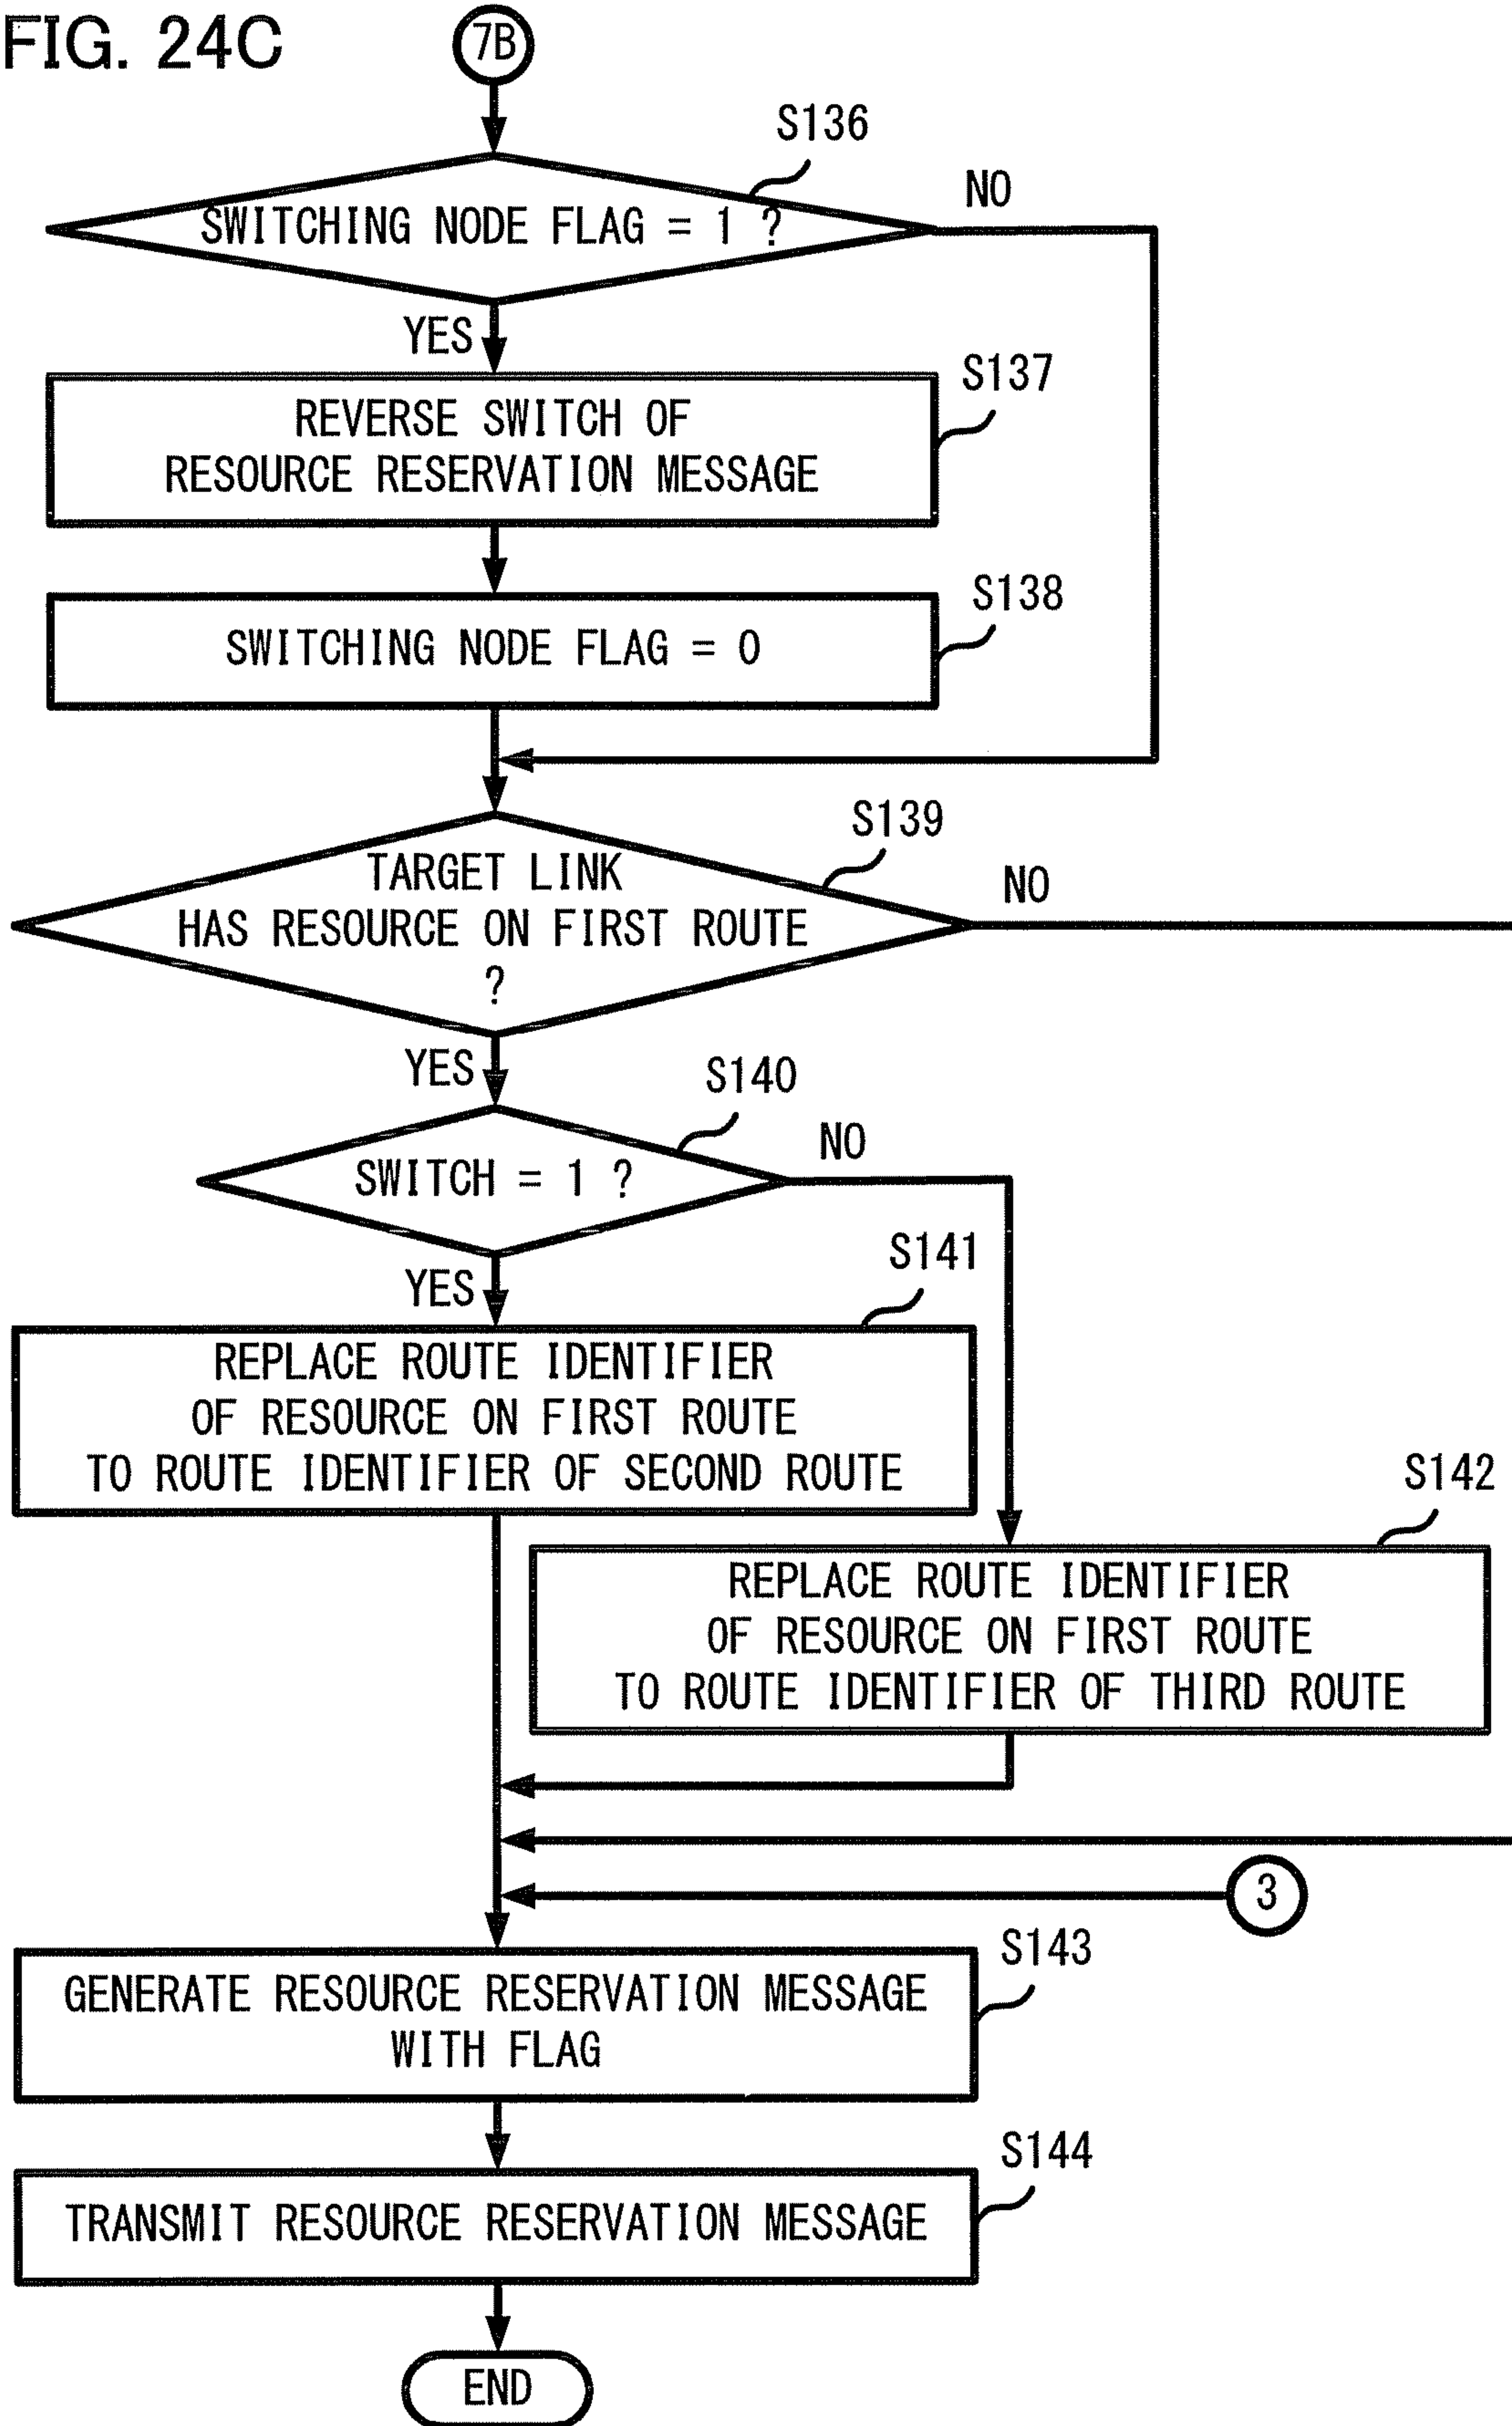 FIG. 24C
7B
S136
SWITCHING NODE FLAG = 1 ?
NO
YES
S137
REVERSE SWITCH OF
RESOURCE RESERVATION MESSAGE
S138
SWITCHING NODE FLAG = 0
S139
TARGET LINK
HAS RESOURCE ON FIRST ROUTE
?
NO
YES
S140
SWITCH = 1 ?
NO
YES
S141
REPLACE ROUTE IDENTIFIER
OF RESOURCE ON FIRST ROUTE
TO ROUTE IDENTIFIER OF SECOND ROUTE
S142
REPLACE ROUTE IDENTIFIER
OF RESOURCE ON FIRST ROUTE
TO ROUTE IDENTIFIER OF THIRD ROUTE
3
S143
GENERATE RESOURCE RESERVATION MESSAGE
WITH FLAG
S144
TRANSMIT RESOURCE RESERVATION MESSAGE
END